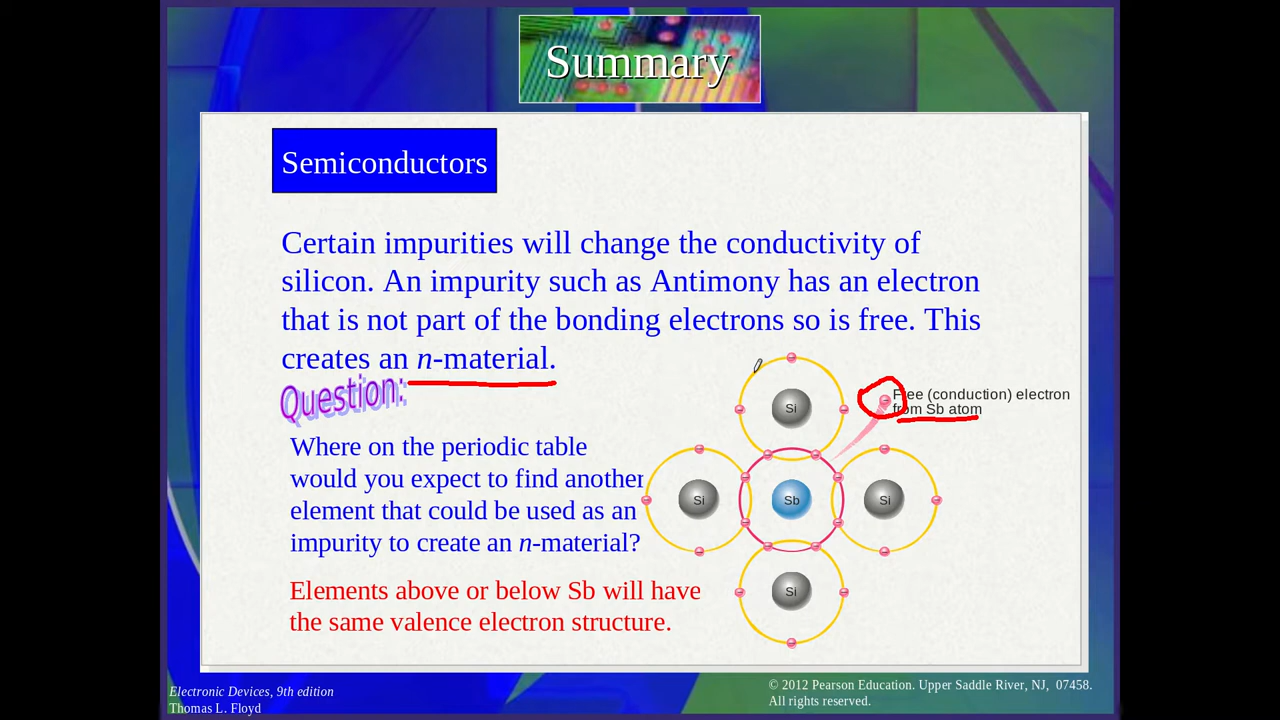 Summary
Semiconductors
Certain impurities will change the conductivity of
silicon. An impurity such as Antimony has an electron
that is not part of the bonding electrons so is free. This
creates an n-material.
Question:
Free (conduction) electron
from Sb atom
Where on the periodic table
would you expect to find another
element that could be used as an
impurity to create an n-material?
Si
Si
Sb
Si
Si
Elements above or below Sb will have
the same valence electron structure.
Electronic Devices, 9th edition
Thomas L. Floyd
© 2012 Pearson Education. Upper Saddle River, NJ, 07458.
All rights reserved.